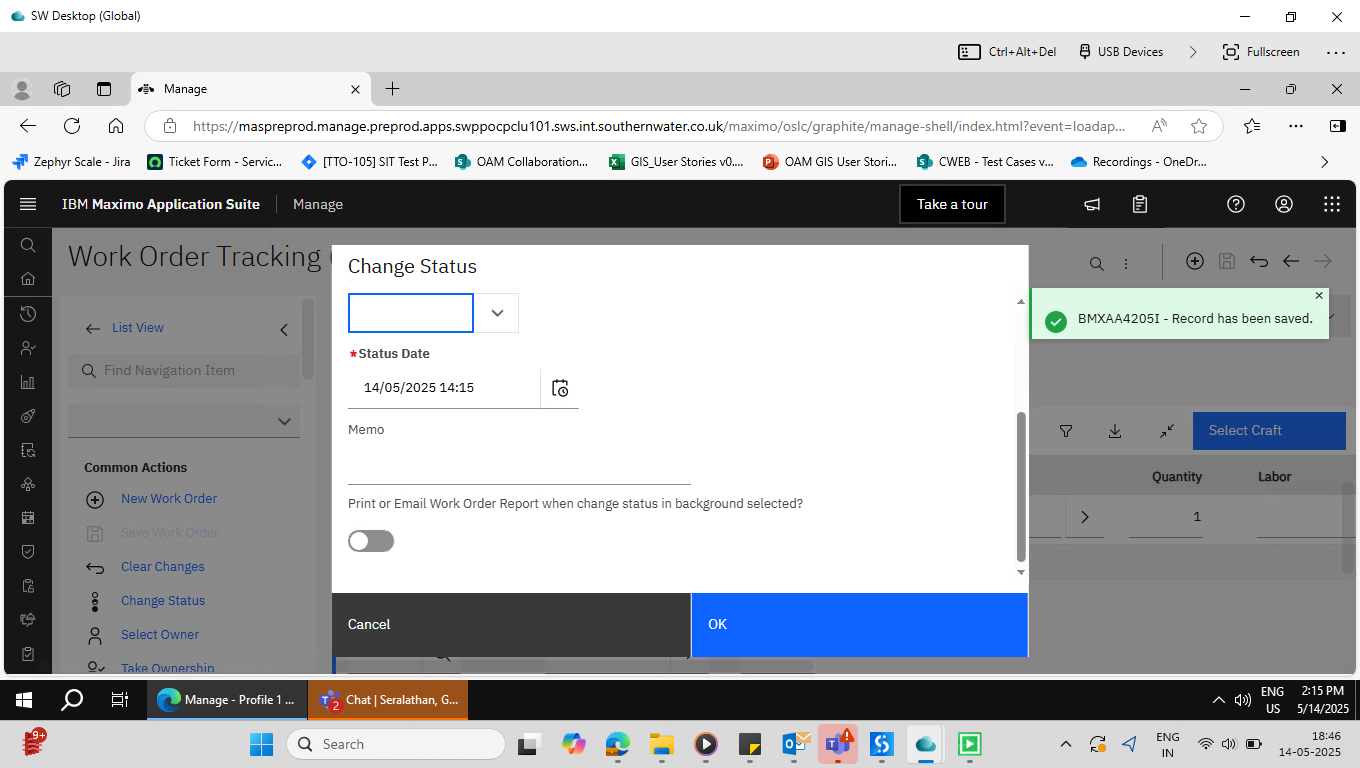 SW Desktop (Global)
Ctrl+Alt+Del USB Devices Fullscreen
Manage
https://maspreprod.manage.preprod.apps.swppocpclu101.sws.int.southernwater.co.uk/maximo/oslc/graphite/manage-shell/index.html?event=loadap...
Zephyr Scale - Jira Ticket Form - Servic... [TTO-105] SIT Test P... OAM Collaboration... GIS_User Stories v0.... OAM GIS User Stori... CWEB - Test Cases v... Recordings - OneDr...
IBM Maximo Application Suite Manage Take a tour
Work Order Tracking
Change Status
BMXAA4205I - Record has been saved.
List View
Find Navigation Item
*Status Date
14/05/2025 14:15
Memo
Select Craft
Common Actions
Quantity Labor
New Work Order
Print or Email Work Order Report when change status in background selected?
1
Save Work Order
Clear Changes
Change Status
Select Owner
Take Ownership
Cancel OK
Manage - Profile 1 ... 2 Chat | Seralathan, G...
ENG
US
2:15 PM
5/14/2025
9+
Search
ENG
IN
18:46
14-05-2025